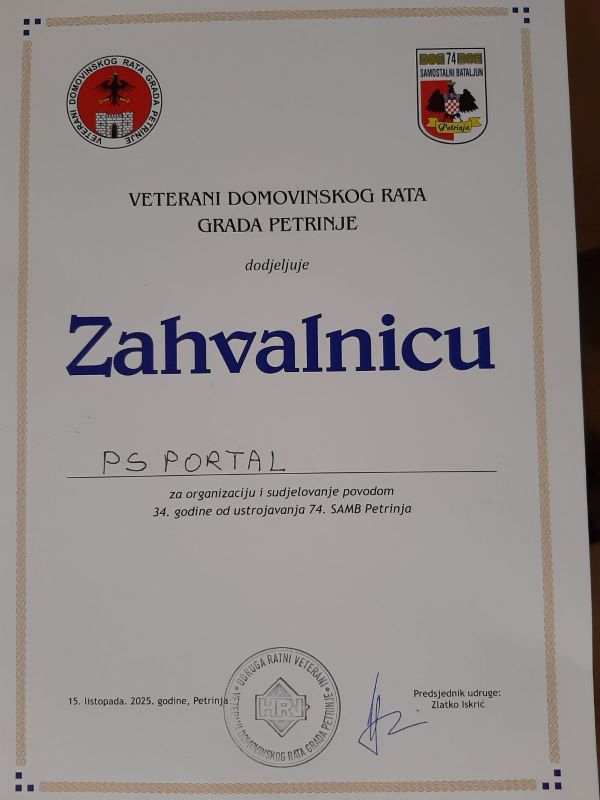 VETERANI DOMOVINSKOG RATA GRADA PETRINJE
74
SAMOSTALNI BATALJUN
Petrinja
VETERANI DOMOVINSKOG RATA
GRADA PETRINJE
dodjeljuje
Zahvalnicu
PS PORTAL
za organizaciju i sudjelovanje povodom
34. godine od ustrojavanja 74. SAMB Petrinja
15. listopada. 2025. godine, Petrinja
UDRUGA RATNI VETERANI
VETERANI DOMOVINSKOG RATA GRADA PETRINJE
Predsjednik udruge:
Zlatko Iskrić